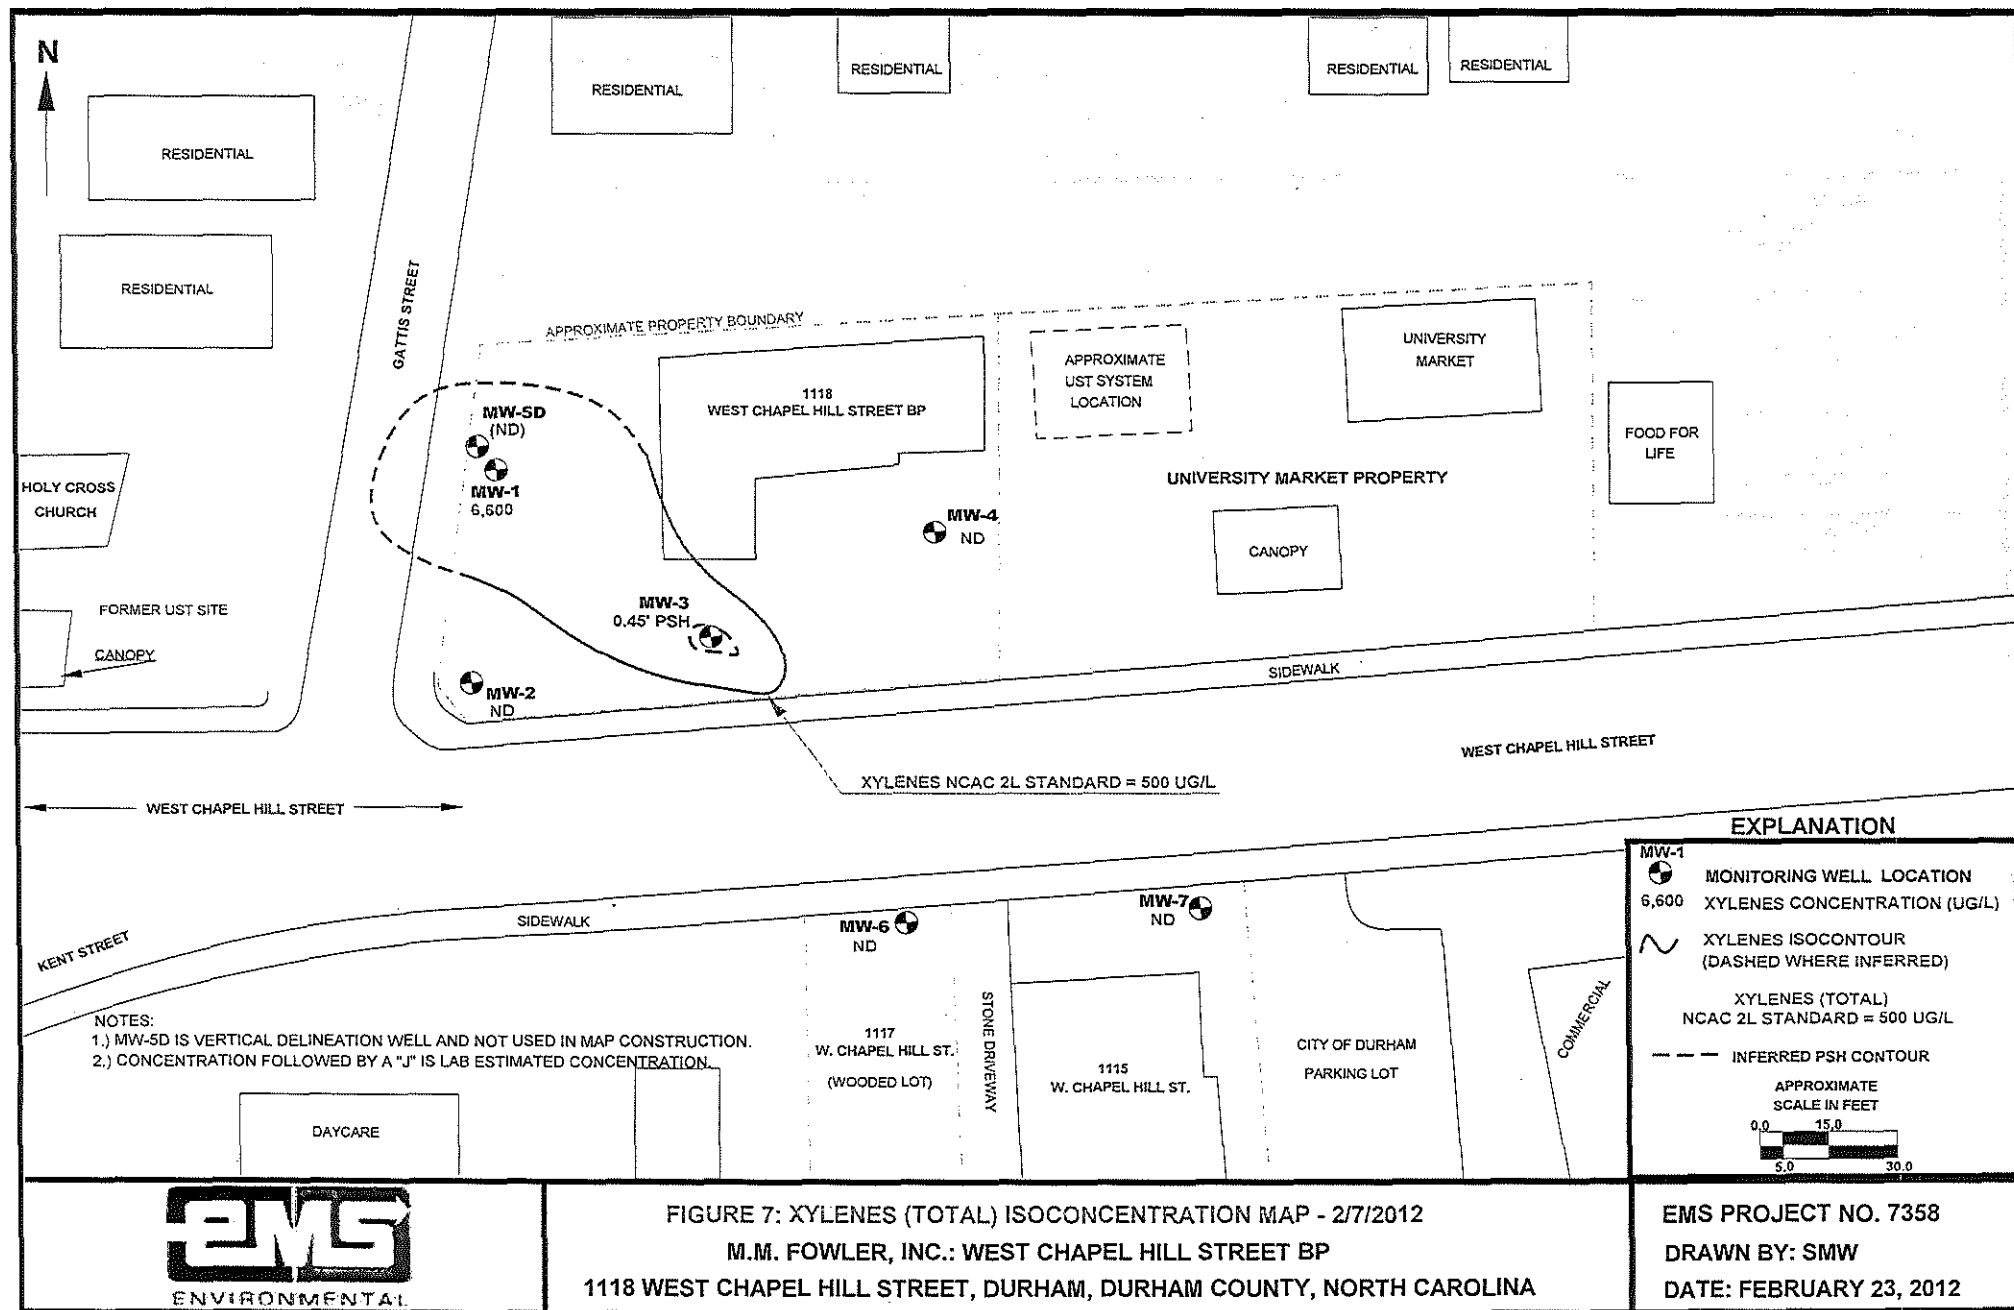 N
RESIDENTIAL
RESIDENTIAL
RESIDENTIAL
RESIDENTIAL
RESIDENTIAL
RESIDENTIAL
GATTIS STREET
APPROXIMATE PROPERTY BOUNDARY
1118
WEST CHAPEL HILL STREET BP
APPROXIMATE
UST SYSTEM
LOCATION
UNIVERSITY
MARKET
FOOD FOR
LIFE
UNIVERSITY MARKET PROPERTY
CANOPY
MW-5D
(ND)
MW-1
6,600
MW-4
ND
MW-3
0.45' PSH
MW-2
ND
HOLY CROSS
CHURCH
FORMER UST SITE
CANOPY
SIDEWALK
WEST CHAPEL HILL STREET
XYLENES NCAC 2L STANDARD = 500 UG/L
WEST CHAPEL HILL STREET
KENT STREET
SIDEWALK
MW-6
ND
MW-7
ND
NOTES:
1.) MW-5D IS VERTICAL DELINEATION WELL AND NOT USED IN MAP CONSTRUCTION.
2.) CONCENTRATION FOLLOWED BY A "J" IS LAB ESTIMATED CONCENTRATION.
DAYCARE
1117
W. CHAPEL HILL ST.
(WOODED LOT)
STONE DRIVEWAY
1115
W. CHAPEL HILL ST.
CITY OF DURHAM
PARKING LOT
COMMERCIAL
EXPLANATION
MW-1
MONITORING WELL LOCATION
6,600 XYLENES CONCENTRATION (UG/L)
XYLENES ISOCONTOUR
(DASHED WHERE INFERRED)
XYLENES (TOTAL)
NCAC 2L STANDARD = 500 UG/L
INFERRED PSH CONTOUR
APPROXIMATE
SCALE IN FEET
0.0 15.0
5.0 30.0
EMS
ENVIRONMENTAL
FIGURE 7: XYLENES (TOTAL) ISOCONCENTRATION MAP - 2/7/2012
M.M. FOWLER, INC.: WEST CHAPEL HILL STREET BP
1118 WEST CHAPEL HILL STREET, DURHAM, DURHAM COUNTY, NORTH CAROLINA
EMS PROJECT NO. 7358
DRAWN BY: SMW
DATE: FEBRUARY 23, 2012